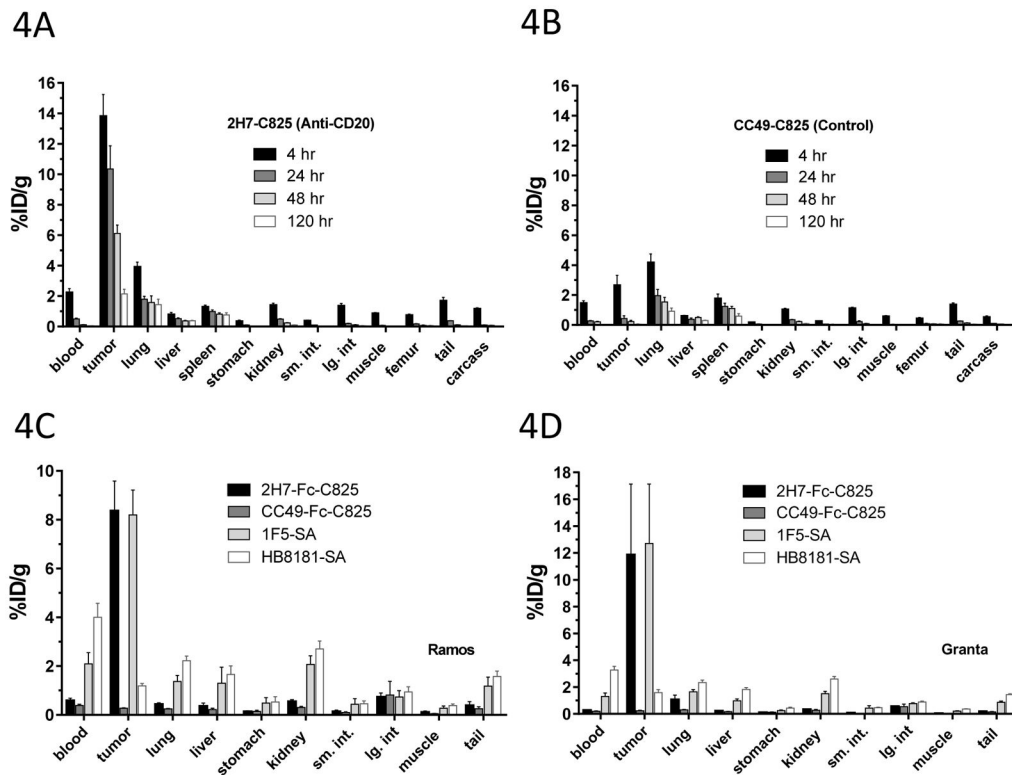 4A
%ID/g
16
14
12
10
8
6
4
2
0
2H7-C825 (Anti-CD20)
4 hr
24 hr
48 hr
120 hr
blood
tumor
lung
liver
spleen
stomach
kidney
sm. int.
lg. int
muscle
femur
tail
carcass
4B
%ID/g
16
14
12
10
8
6
4
2
0
CC49-C825 (Control)
4 hr
24 hr
48 hr
120 hr
blood
tumor
lung
liver
spleen
stomach
kidney
sm. int.
lg. int
muscle
femur
tail
carcass
4C
%ID/g
10
8
6
4
2
0
2H7-Fc-C825
CC49-Fc-C825
1F5-SA
HB8181-SA
Ramos
blood
tumor
lung
liver
stomach
kidney
sm. int.
lg. int
muscle
tail
4D
%ID/g
18
16
14
12
10
8
6
4
2
0
2H7-Fc-C825
CC49-Fc-C825
1F5-SA
HB8181-SA
Granta
blood
tumor
lung
liver
stomach
kidney
sm. int.
lg. int
muscle
tail